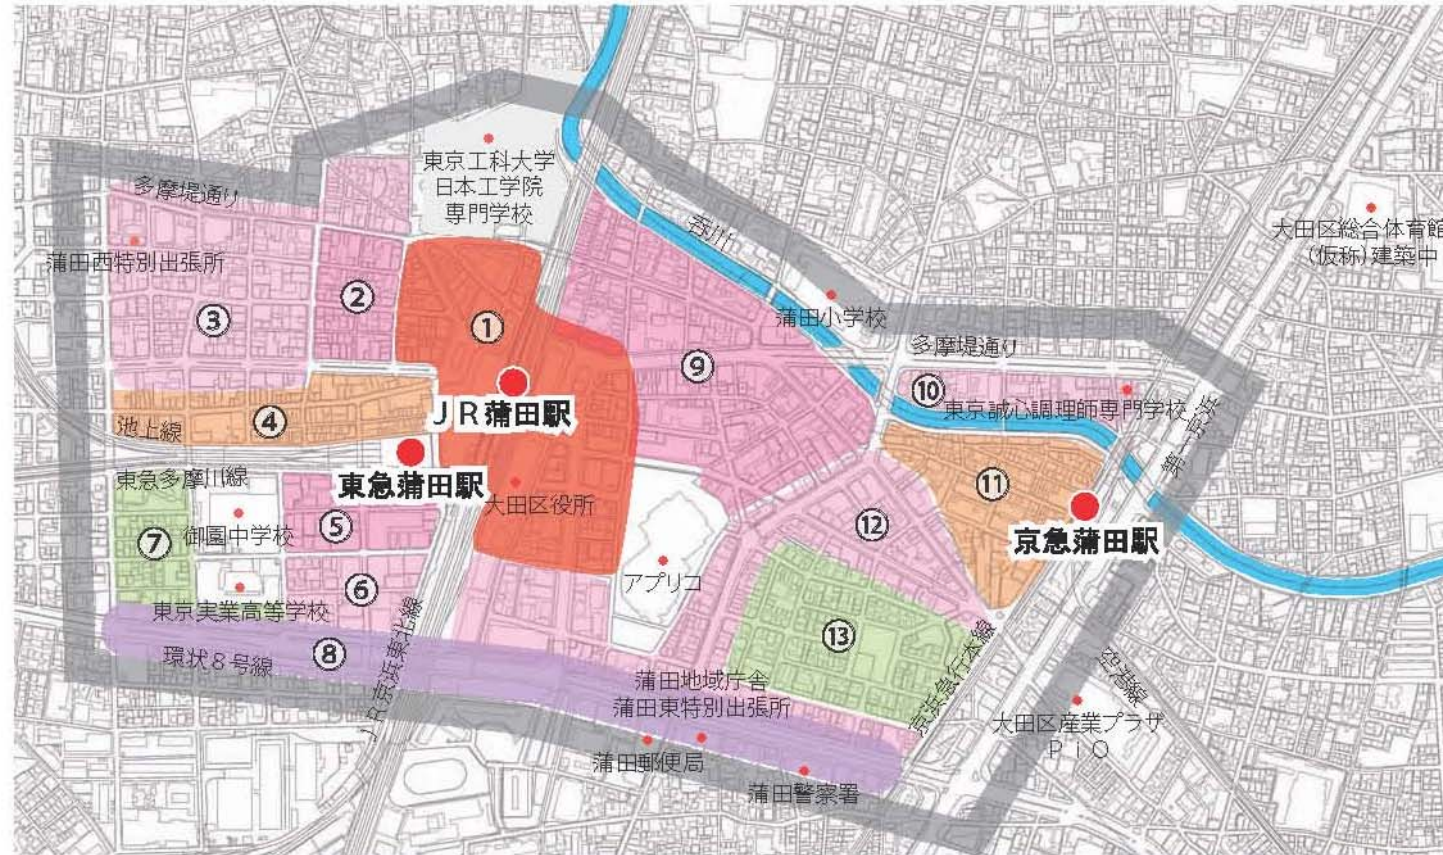 東京工科大学
日本工学院
専門学校
多摩堤通り
呑川
大田区総合体育館
(仮称)建築中
蒲田西特別出張所
②
③
①
蒲田小学校
多摩堤通り
⑨
⑩
東京誠心調理師専門学校
第一京浜
JR蒲田駅
④
池上線
東急蒲田駅
東急多摩川線
大田区役所
⑪
京急蒲田駅
⑤
御園中学校
⑦
⑫
アプリコ
⑥
東京実業高等学校
⑬
環状8号線
⑧
JR京浜東北線
蒲田地域庁舎
蒲田東特別出張所
京浜急行本線
空港線
大田区産業プラザ
PiO
蒲田郵便局
蒲田警察署